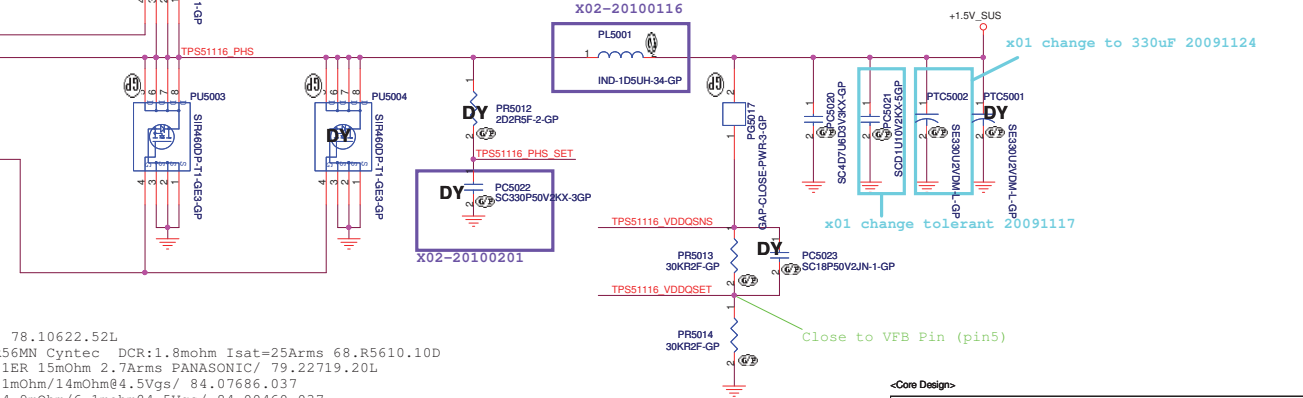 X02-20100116
+1.5V_SUS
TPS51116_PHS
PL5001
x01 change to 330uF 20091124
IND-1D5UH-34-GP
PU5003
SIR460DP-T1-GE3-GP
PU5004
DY
SIR460DP-T1-GE3-GP
DY
PR5012
2D2R5F-2-GP
TPS51116_PHS_SET
DY
PC5022
SC330P50V2KX-3GP
X02-20100201
PG5017
GAP-CLOSE-PWR-3-GP
PC5020
SC4D7U6D3V3KX-GP
PC5021
SCD1U10V2KX-5GP
PTC5002
SE330U2VDM-L-GP
PTC5001
DY
SE330U2VDM-L-GP
x01 change tolerant 20091117
TPS51116_VDDQSNS
PR5013
30KR2F-GP
DY
PC5023
SC18P50V2JN-1-GP
TPS51116_VDDQSET
PR5014
30KR2F-GP
Close to VFB Pin (pin5)
78.10622.52L
56MN Cyntec DCR:1.8mohm Isat=25Arms 68.R5610.10D
1ER 15mOhm 2.7Arms PANASONIC/ 79.22719.20L
1mOhm/14mOhm@4.5Vgs/ 84.07686.037
<Core Design>